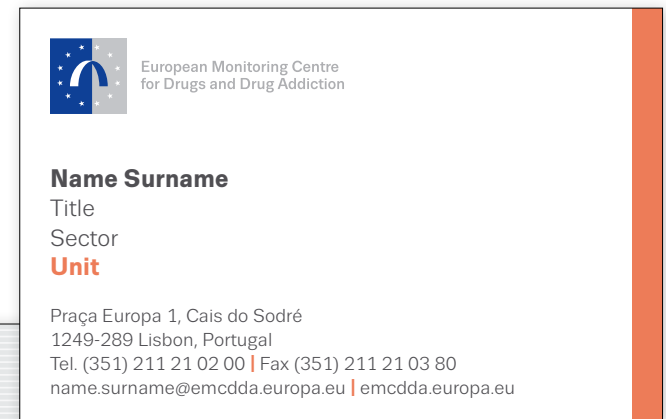 European Monitoring Centre
for Drugs and Drug Addiction
Name Surname
Title
Sector
Unit
Praça Europa 1, Cais do Sodré
1249-289 Lisbon, Portugal
Tel. (351) 211 21 02 00 | Fax (351) 211 21 03 80
name.surname@emcdda.europa.eu | emcdda.europa.eu